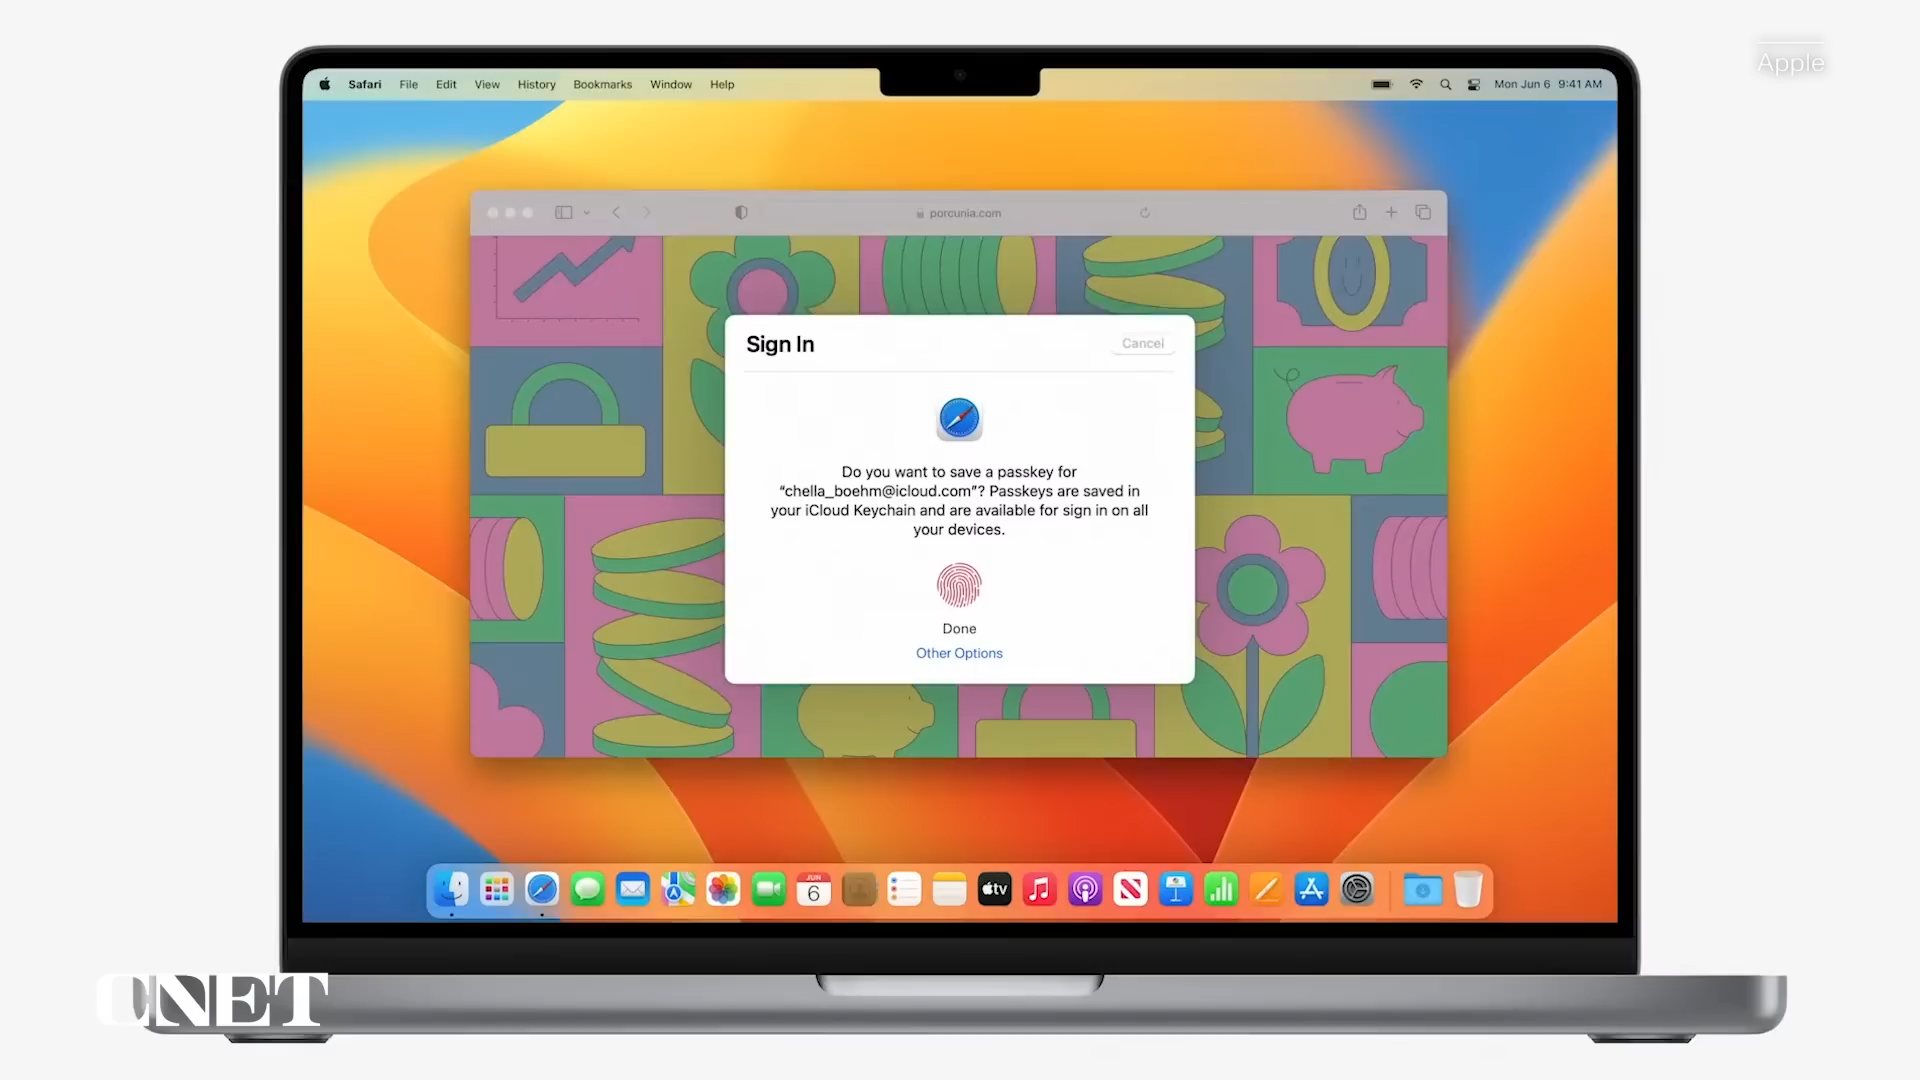 Apple
Safari File Edit View History Bookmarks Window Help
Mon Jun 6 9:41 AM
porcunia.com
Sign In
Cancel
Do you want to save a passkey for
“chella_boehm@icloud.com”? Passkeys are saved in
your iCloud Keychain and are available for sign in on all
your devices.
Done
Other Options
JUN
6
tv
CNET